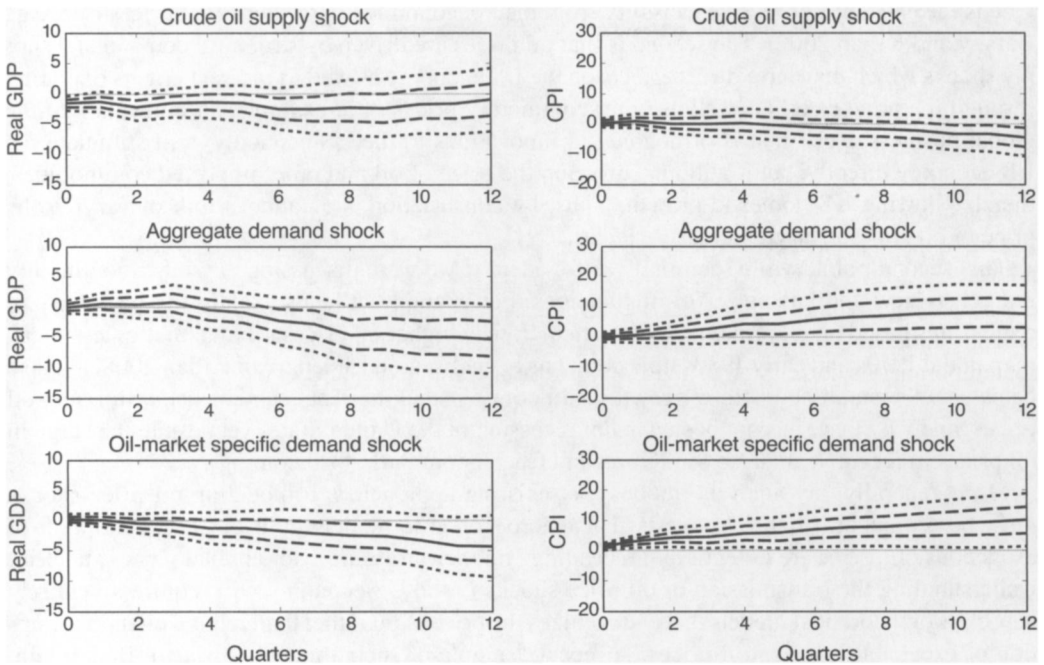 Crude oil supply shock
Real GDP
10
5
0
−5
−10
−15
0 2 4 6 8 10 12
Crude oil supply shock
CPI
30
20
10
0
−10
−20
0 2 4 6 8 10 12
Aggregate demand shock
Real GDP
10
5
0
−5
−10
−15
0 2 4 6 8 10 12
Aggregate demand shock
CPI
30
20
10
0
−10
−20
0 2 4 6 8 10 12
Oil-market specific demand shock
Real GDP
10
5
0
−5
−10
−15
0 2 4 6 8 10 12
Quarters
Oil-market specific demand shock
CPI
30
20
10
0
−10
−20
0 2 4 6 8 10 12
Quarters